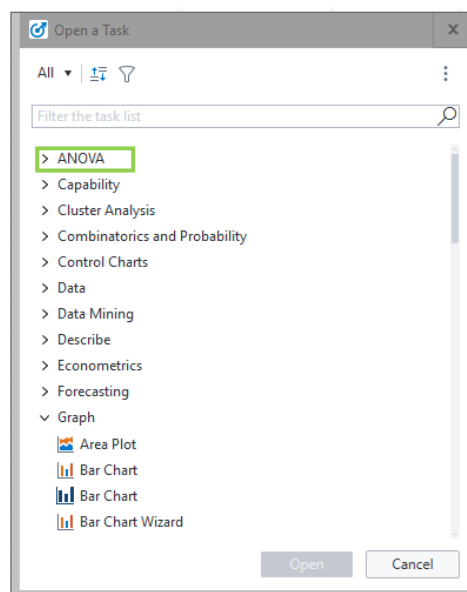 Open a Task
All
Filter the task list
ANOVA
Capability
Cluster Analysis
Combinatorics and Probability
Control Charts
Data
Data Mining
Describe
Econometrics
Forecasting
Graph
Area Plot
Bar Chart
Bar Chart
Bar Chart Wizard
Open Cancel